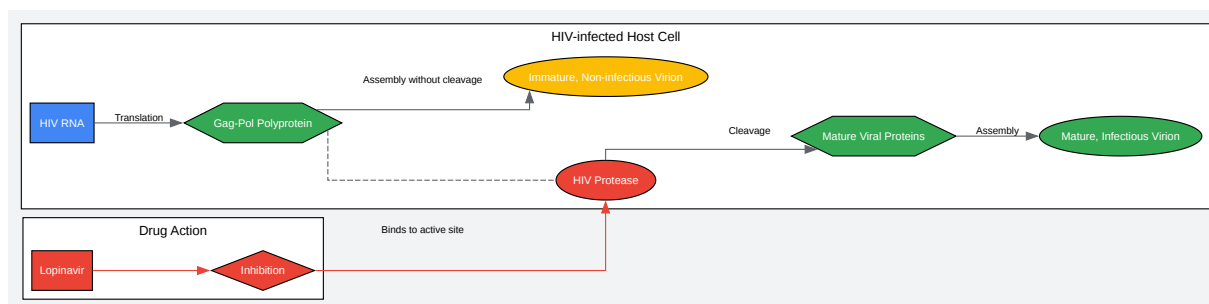 HIV-infected Host Cell
Assembly without cleavage
Immature, Non-infectious Virion
HIV RNA
Translation
Gag-Pol Polyprotein
Cleavage
Mature Viral Proteins
Assembly
Mature, Infectious Virion
HIV Protease
Drug Action
Binds to active site
Lopinavir
Inhibition